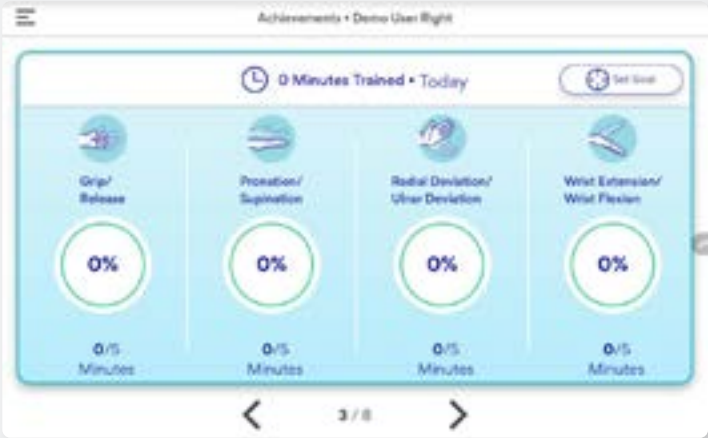 Achievements • Demo User Right
0 Minutes Trained • Today
Set Goal
Grip/
Release
Pronation/
Supination
Radial Deviation/
Ulnar Deviation
Wrist Extension/
Wrist Flexion
0%
0%
0%
0%
0/5
Minutes
0/5
Minutes
0/5
Minutes
0/5
Minutes
3 / 8